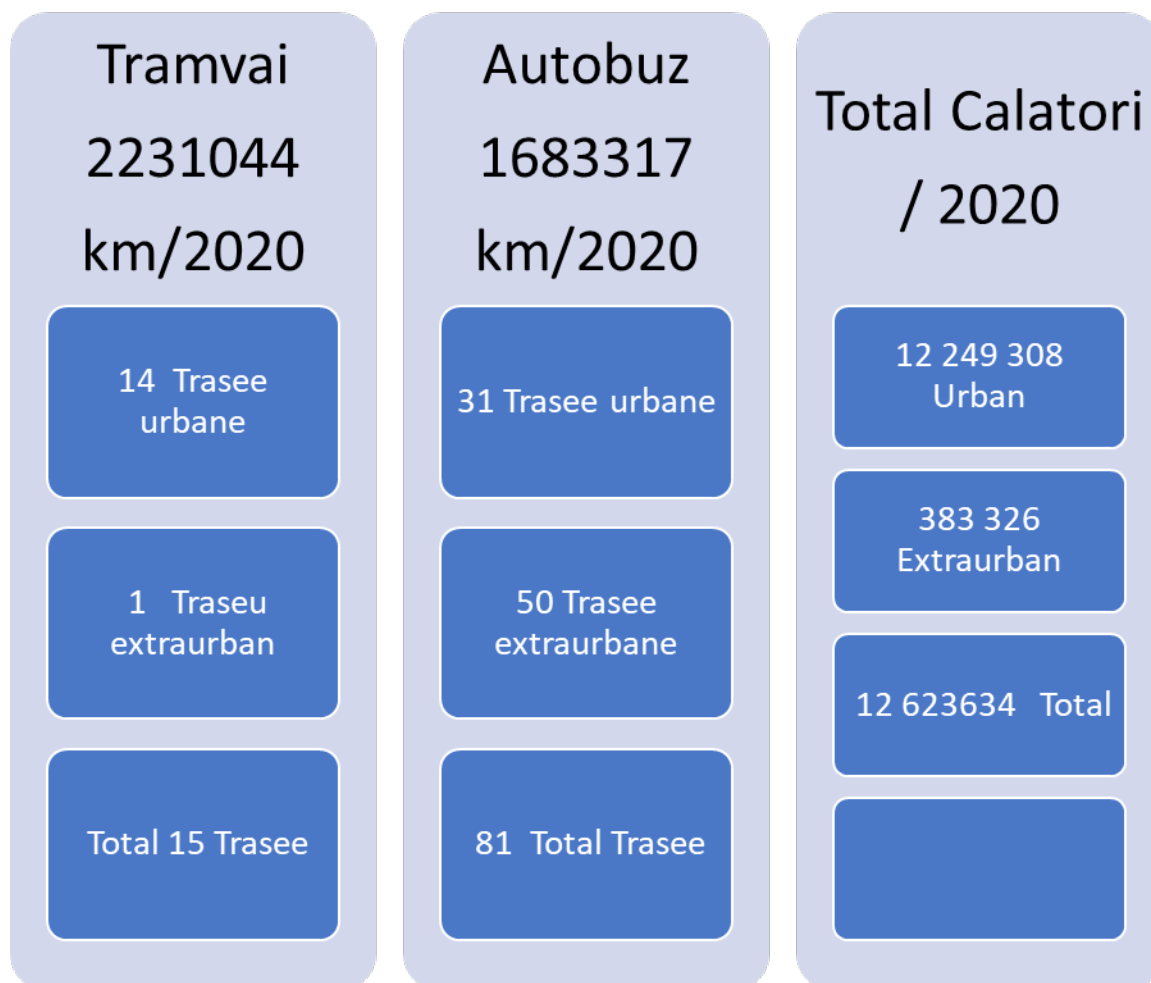 Tramvai
2231044
km/2020
14 Trasee
urbane
1 Traseu
extraurban
Total 15 Trasee
Autobuz
1683317
km/2020
31 Trasee urbane
50 Trasee
extraurbane
81 Total Trasee
Total Calatori
/ 2020
12 249 308
Urban
383 326
Extraurban
12 623634 Total